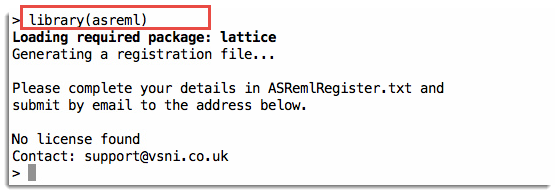 > library(asreml)
Loading required package: lattice
Generating a registration file...
Please complete your details in ASRemlRegister.txt and
submit by email to the address below.
No license found
Contact: support@vsni.co.uk
>